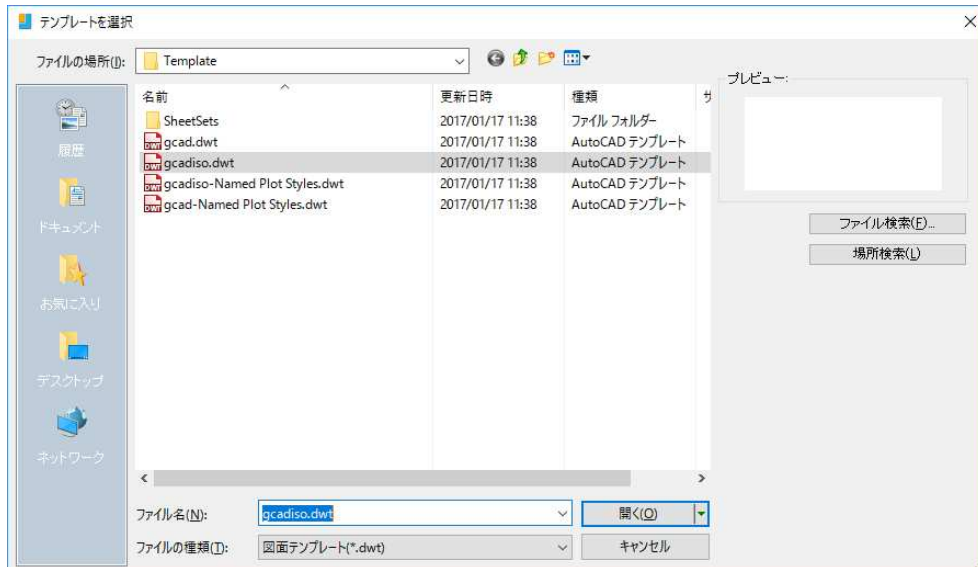 テンプレートを選択
ファイルの場所(I): Template
プレビュー:
履歴
ドキュメント
お気に入り
デスクトップ
ネットワーク
名前 更新日時 種類 サ
SheetSets 2017/01/17 11:38 ファイル フォルダー
gcad.dwt 2017/01/17 11:38 AutoCAD テンプレート
gcadiso.dwt 2017/01/17 11:38 AutoCAD テンプレート
gcadiso-Named Plot Styles.dwt 2017/01/17 11:38 AutoCAD テンプレート
gcad-Named Plot Styles.dwt 2017/01/17 11:38 AutoCAD テンプレート
ファイル検索(F)...
場所検索(L)
ファイル名(N): gcadiso.dwt 開く(O)
ファイルの種類(T): 図面テンプレート(*.dwt) キャンセル